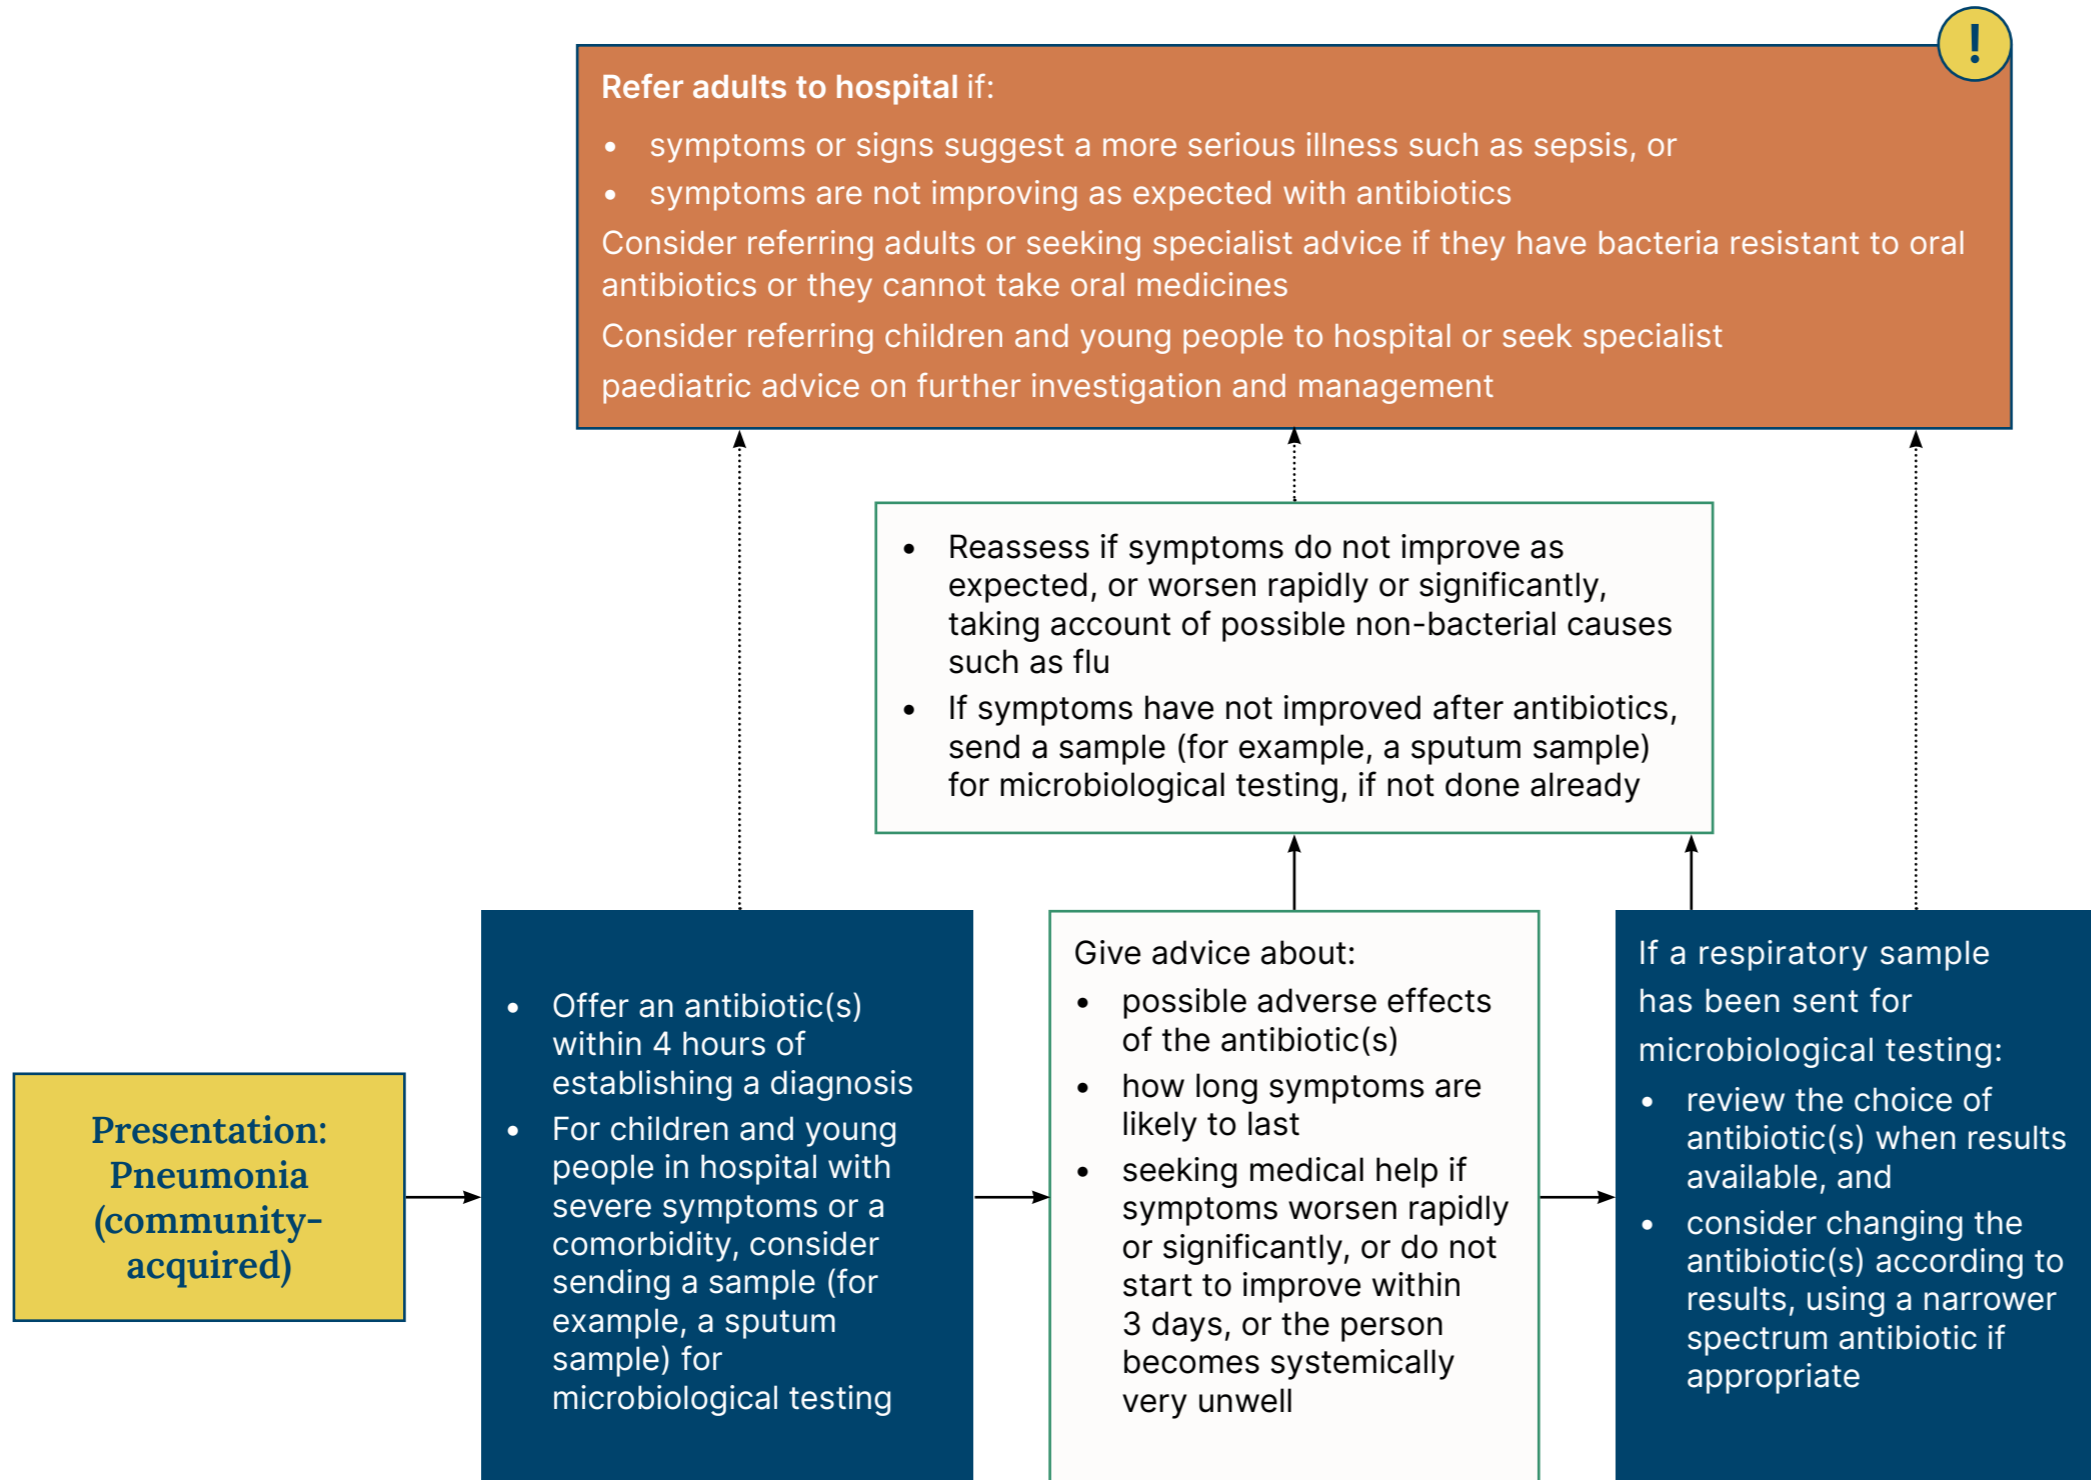 !
Refer adults to hospital if:
• symptoms or signs suggest a more serious illness such as sepsis, or
• symptoms are not improving as expected with antibiotics
Consider referring adults or seeking specialist advice if they have bacteria resistant to oral
antibiotics or they cannot take oral medicines
Consider referring children and young people to hospital or seek specialist
paediatric advice on further investigation and management
• Reassess if symptoms do not improve as
expected, or worsen rapidly or significantly,
taking account of possible non-bacterial causes
such as flu
• If symptoms have not improved after antibiotics,
send a sample (for example, a sputum sample)
for microbiological testing, if not done already
Presentation:
Pneumonia
(community-
acquired)
• Offer an antibiotic(s)
within 4 hours of
establishing a diagnosis
• For children and young
people in hospital with
severe symptoms or a
comorbidity, consider
sending a sample (for
example, a sputum
sample) for
microbiological testing
Give advice about:
• possible adverse effects
of the antibiotic(s)
• how long symptoms are
likely to last
• seeking medical help if
symptoms worsen rapidly
or significantly, or do not
start to improve within
3 days, or the person
becomes systemically
very unwell
If a respiratory sample
has been sent for
microbiological testing:
• review the choice of
antibiotic(s) when results
available, and
• consider changing the
antibiotic(s) according to
results, using a narrower
spectrum antibiotic if
appropriate